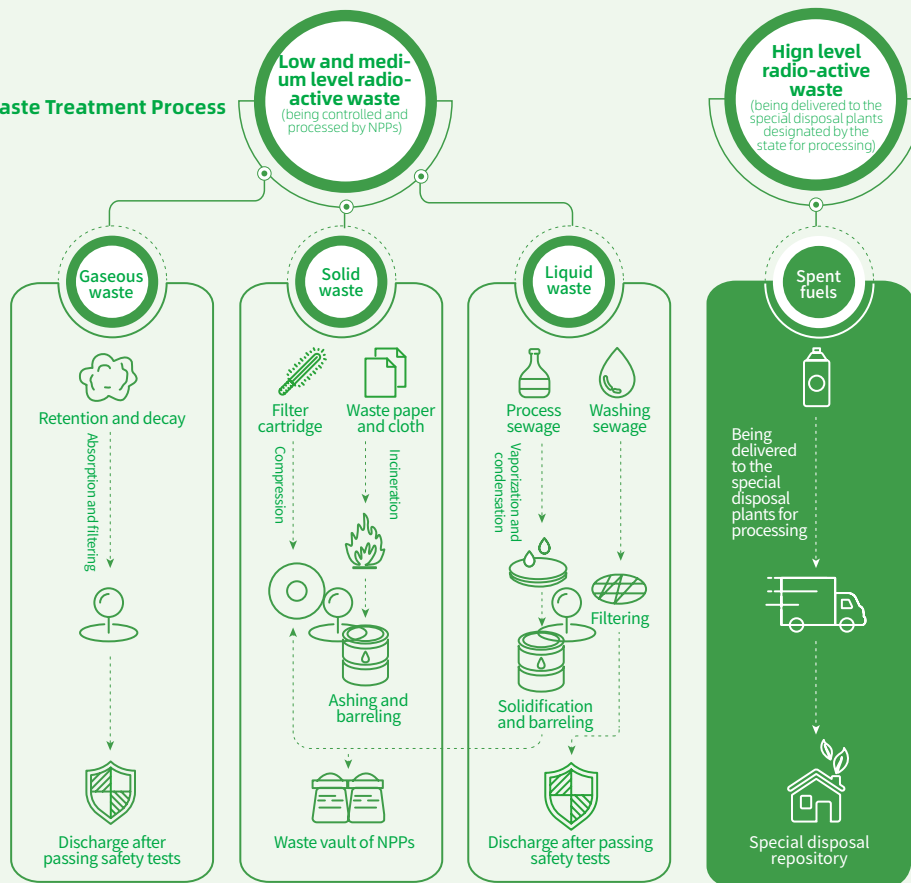 aste Treatment Process
Low and medi-
um level radio-
active waste
(being controlled and
processed by NPPs)
Hign level
radio-active
waste
(being delivered to the
special disposal plants
designated by the
state for processing)
Gaseous
waste
Solid
waste
Liquid
waste
Spent
fuels
Retention and decay
Absorption and filtering
Discharge after
passing safety tests
Filter
cartridge
Waste paper
and cloth
Compression
Incineration
Ashing and
barreling
Waste vault of NPPs
Process
sewage
Washing
sewage
Vaporization and
condensation
Filtering
Solidification
and barreling
Discharge after passing
safety tests
Being
delivered
to the
special
disposal
plants for
processing
Special disposal
repository